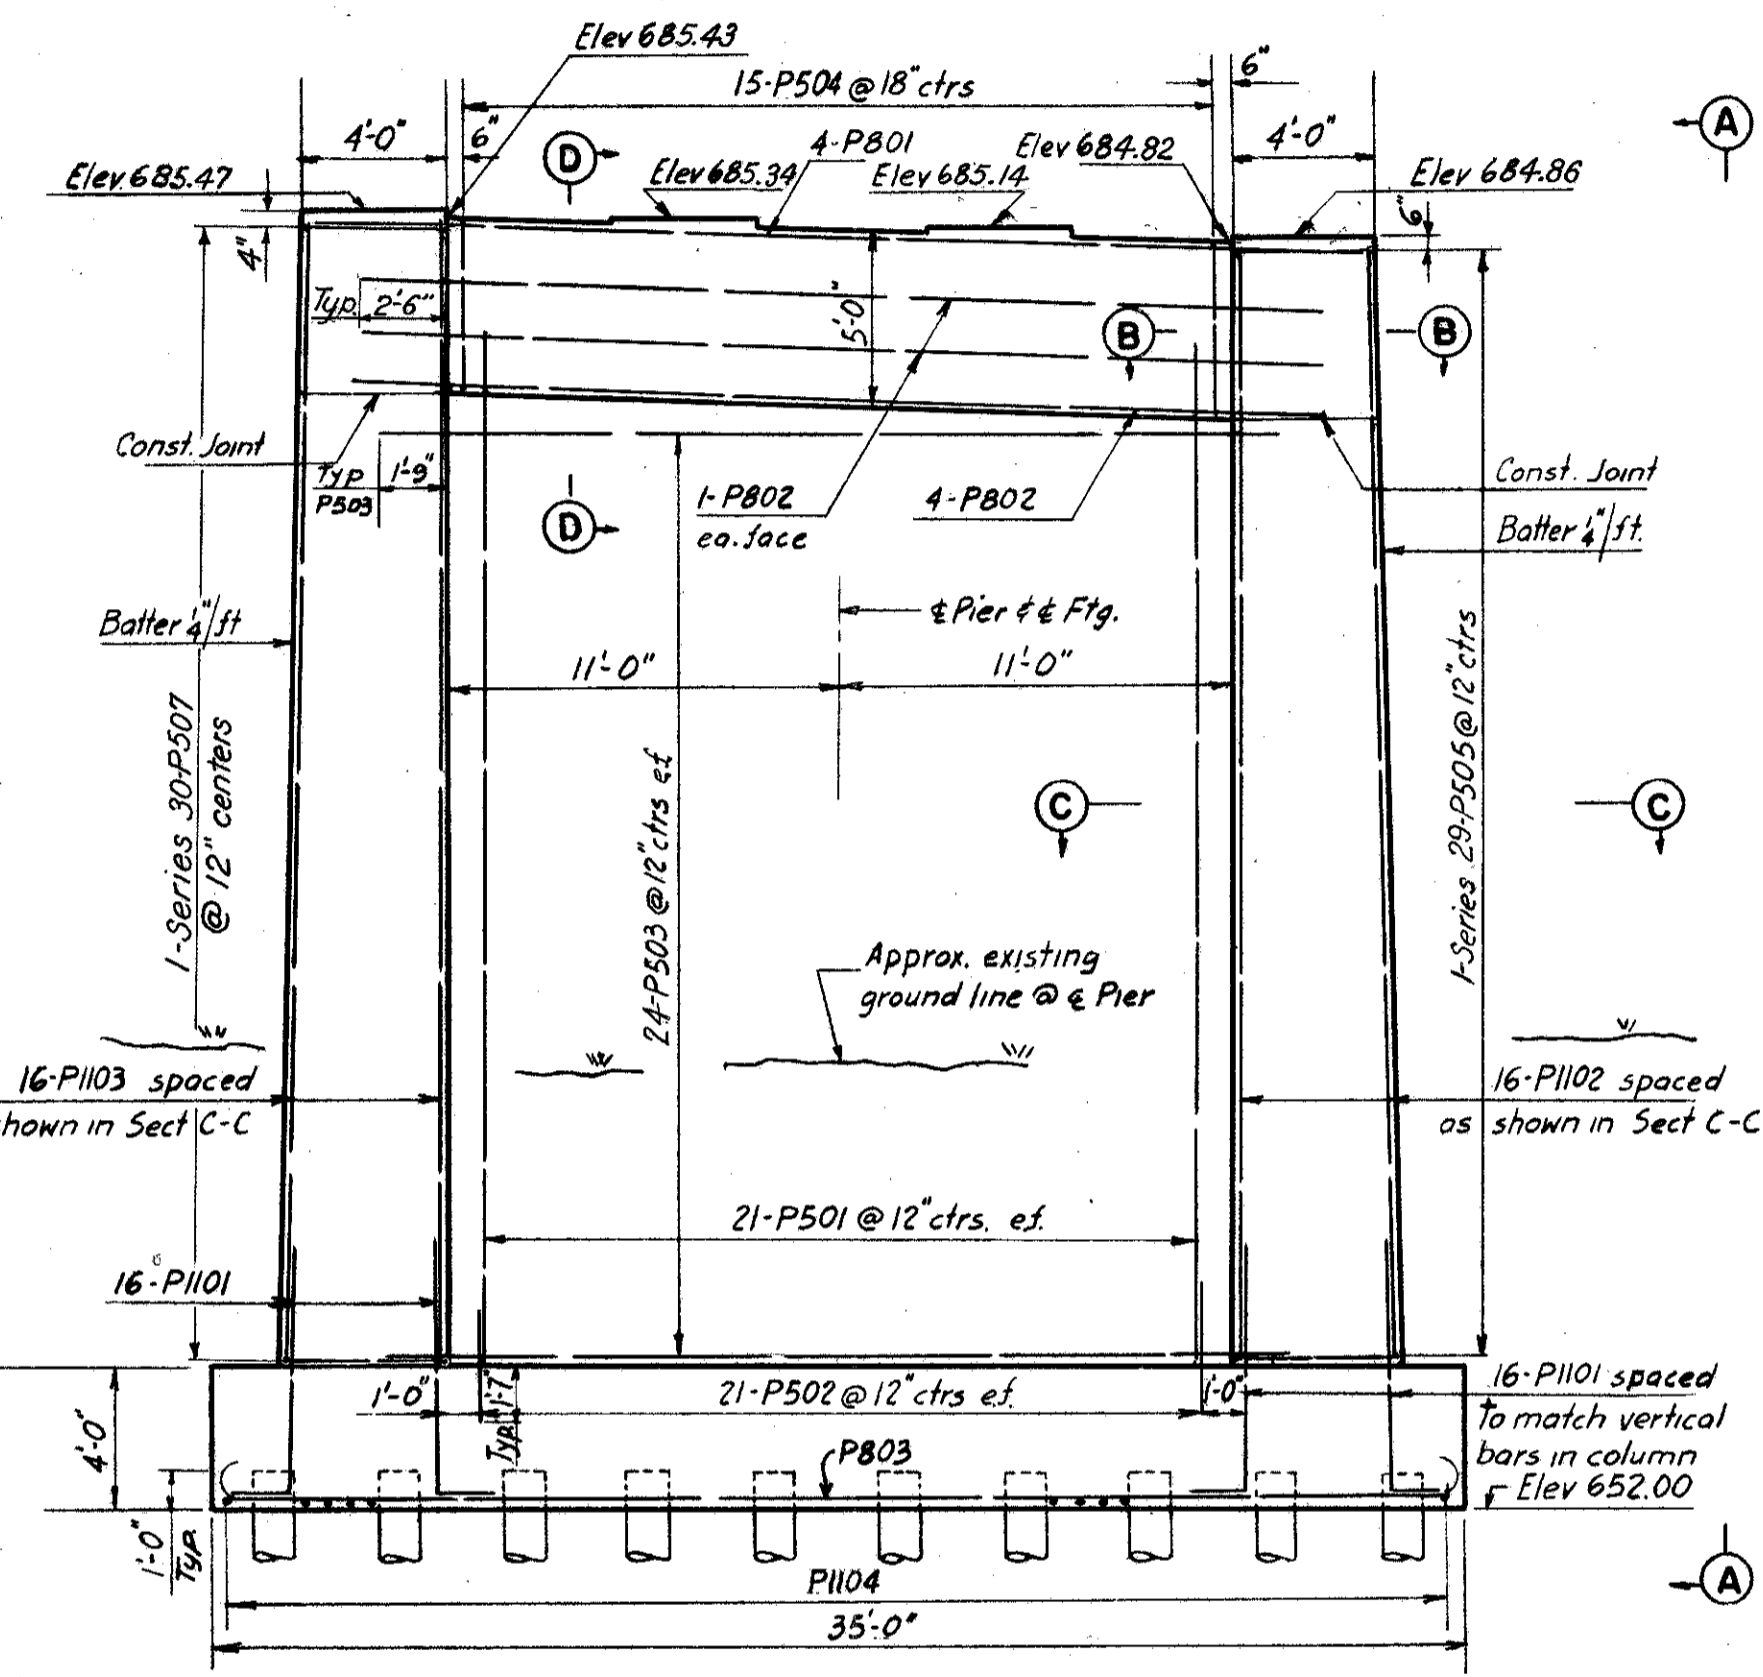 Elev 685.43
15-P504 @ 18" ctrs
6"
A
4'-0"
6"
D
4-P801
Elev 684.82
4'-0"
Elev 685.47
Elev 685.34
Elev 685.14
Elev 684.86
4"
6"
Typ. 2'-6"
5'-0"
B
B
Const. Joint
Typ 1'-9"
P503
1-P802
ea. face
4-P802
Const. Joint
D
Batter 1/4"/ft.
Batter 1/4"/ft
℄ Pier & ℄ Ftg.
11'-0"
11'-0"
1-Series 30-P507
@ 12" centers
24-P503 @ 12" ctrs ef
1-Series 29-P505 @ 12" ctrs
C
C
Approx. existing
ground line @ ℄ Pier
16-P1103 spaced
shown in Sect C-C
16-P1102 spaced
as shown in Sect C-C
21-P501 @ 12" ctrs. ef.
16-P1101
1'-0"
Typ 1'-7"
21-P502 @ 12" ctrs ef.
1'-0"
16-P1101 spaced
to match vertical
bars in column
Elev 652.00
4'-0"
P803
1'-0"
Typ.
P1104
35'-0"
A